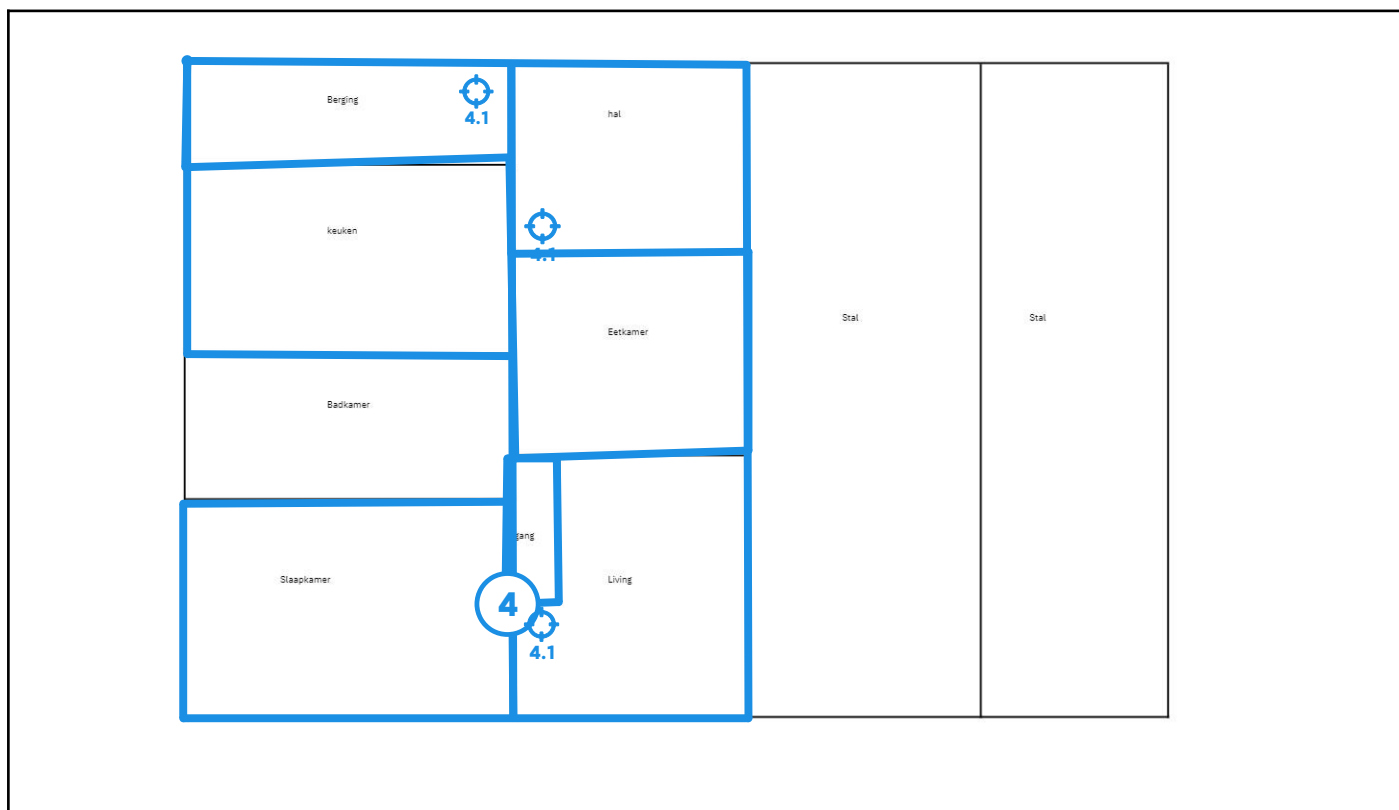 Berging
4.1
hal
keuken
4.1
Stal
Stal
Eetkamer
Badkamer
gang
Slaapkamer
Living
4
4.1